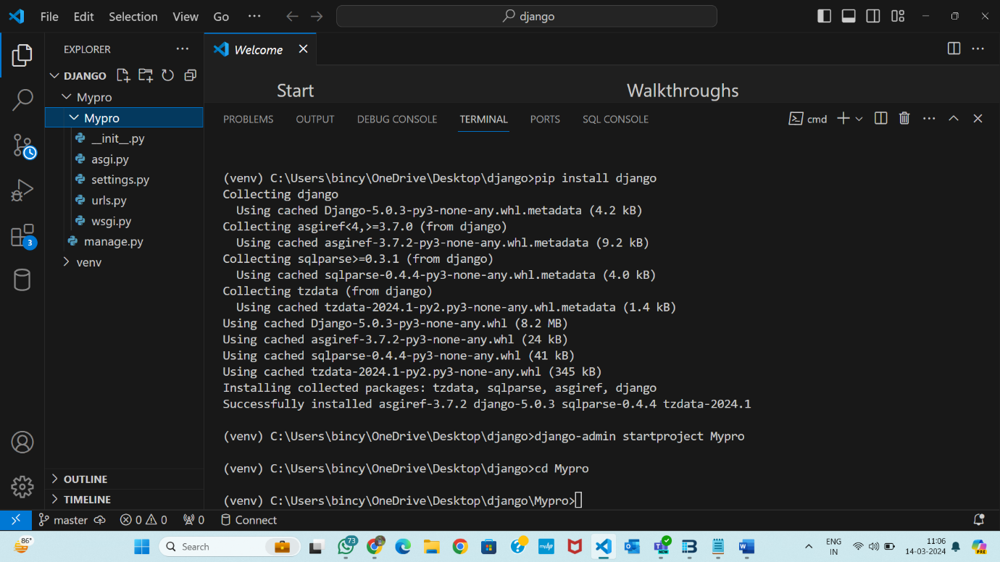 File Edit Selection View Go ...
django
EXPLORER ...
Welcome
DJANGO
Mypro
Mypro
__init__.py
asgi.py
settings.py
urls.py
wsgi.py
manage.py
venv
OUTLINE
TIMELINE
Start
Walkthroughs
PROBLEMS OUTPUT DEBUG CONSOLE TERMINAL PORTS SQL CONSOLE
cmd
(venv) C:\Users\bincy\OneDrive\Desktop\django>pip install django
Collecting django
  Using cached Django-5.0.3-py3-none-any.whl.metadata (4.2 kB)
Collecting asgiref<4,>=3.7.0 (from django)
  Using cached asgiref-3.7.2-py3-none-any.whl.metadata (9.2 kB)
Collecting sqlparse>=0.3.1 (from django)
  Using cached sqlparse-0.4.4-py3-none-any.whl.metadata (4.0 kB)
Collecting tzdata (from django)
  Using cached tzdata-2024.1-py2.py3-none-any.whl.metadata (1.4 kB)
Using cached Django-5.0.3-py3-none-any.whl (8.2 MB)
Using cached asgiref-3.7.2-py3-none-any.whl (24 kB)
Using cached sqlparse-0.4.4-py3-none-any.whl (41 kB)
Using cached tzdata-2024.1-py2.py3-none-any.whl (345 kB)
Installing collected packages: tzdata, sqlparse, asgiref, django
Successfully installed asgiref-3.7.2 django-5.0.3 sqlparse-0.4.4 tzdata-2024.1
(venv) C:\Users\bincy\OneDrive\Desktop\django>django-admin startproject Mypro
(venv) C:\Users\bincy\OneDrive\Desktop\django>cd Mypro
(venv) C:\Users\bincy\OneDrive\Desktop\django\Mypro>
3
master 0 0 0 Connect
86°
Search
73
myhp
NEW
ENG
IN
11:06
14-03-2024
PRE